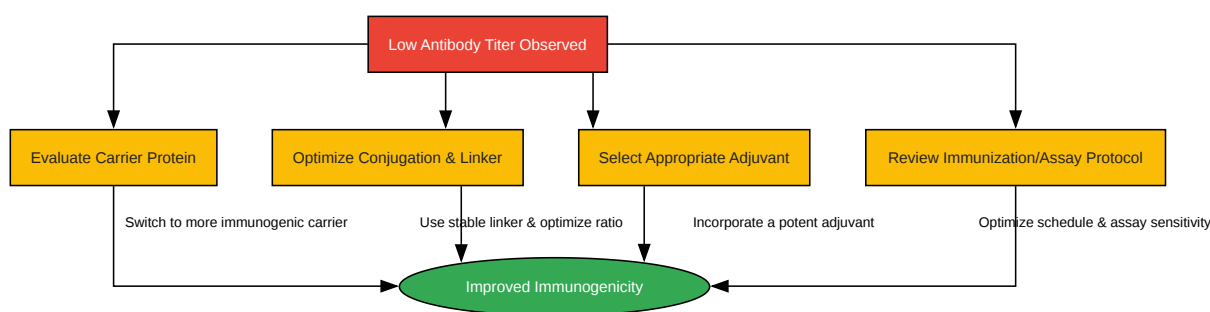 Low Antibody Titer Observed
Evaluate Carrier Protein
Optimize Conjugation & Linker
Select Appropriate Adjuvant
Review Immunization/Assay Protocol
Switch to more immunogenic carrier
Use stable linker & optimize ratio
Incorporate a potent adjuvant
Optimize schedule & assay sensitivity
Improved Immunogenicity